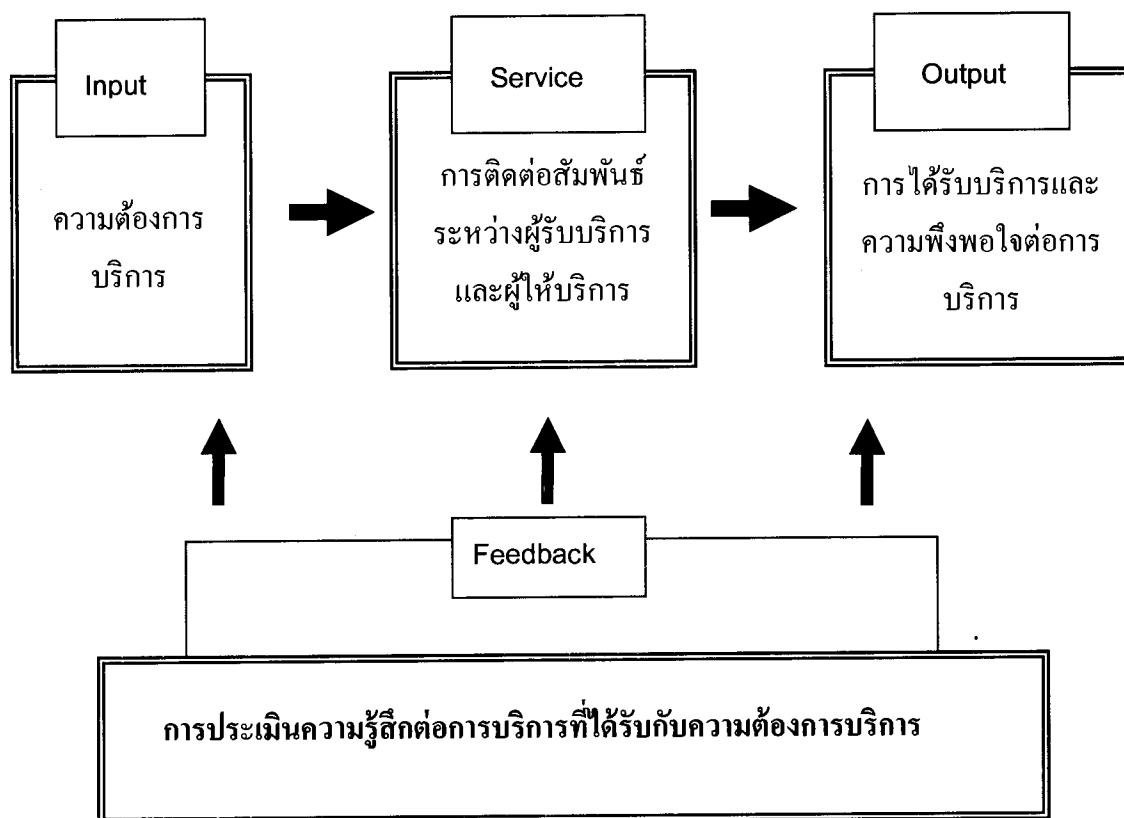 Input
ความต้องการ
บริการ
Service
การติดต่อสัมพันธ์
ระหว่างผู้รับบริการ
และผู้ให้บริการ
Output
การได้รับบริการและ
ความพึงพอใจต่อการ
บริการ
Feedback
การประเมินความรู้สึกต่อการบริการที่ได้รับกับความต้องการบริการ